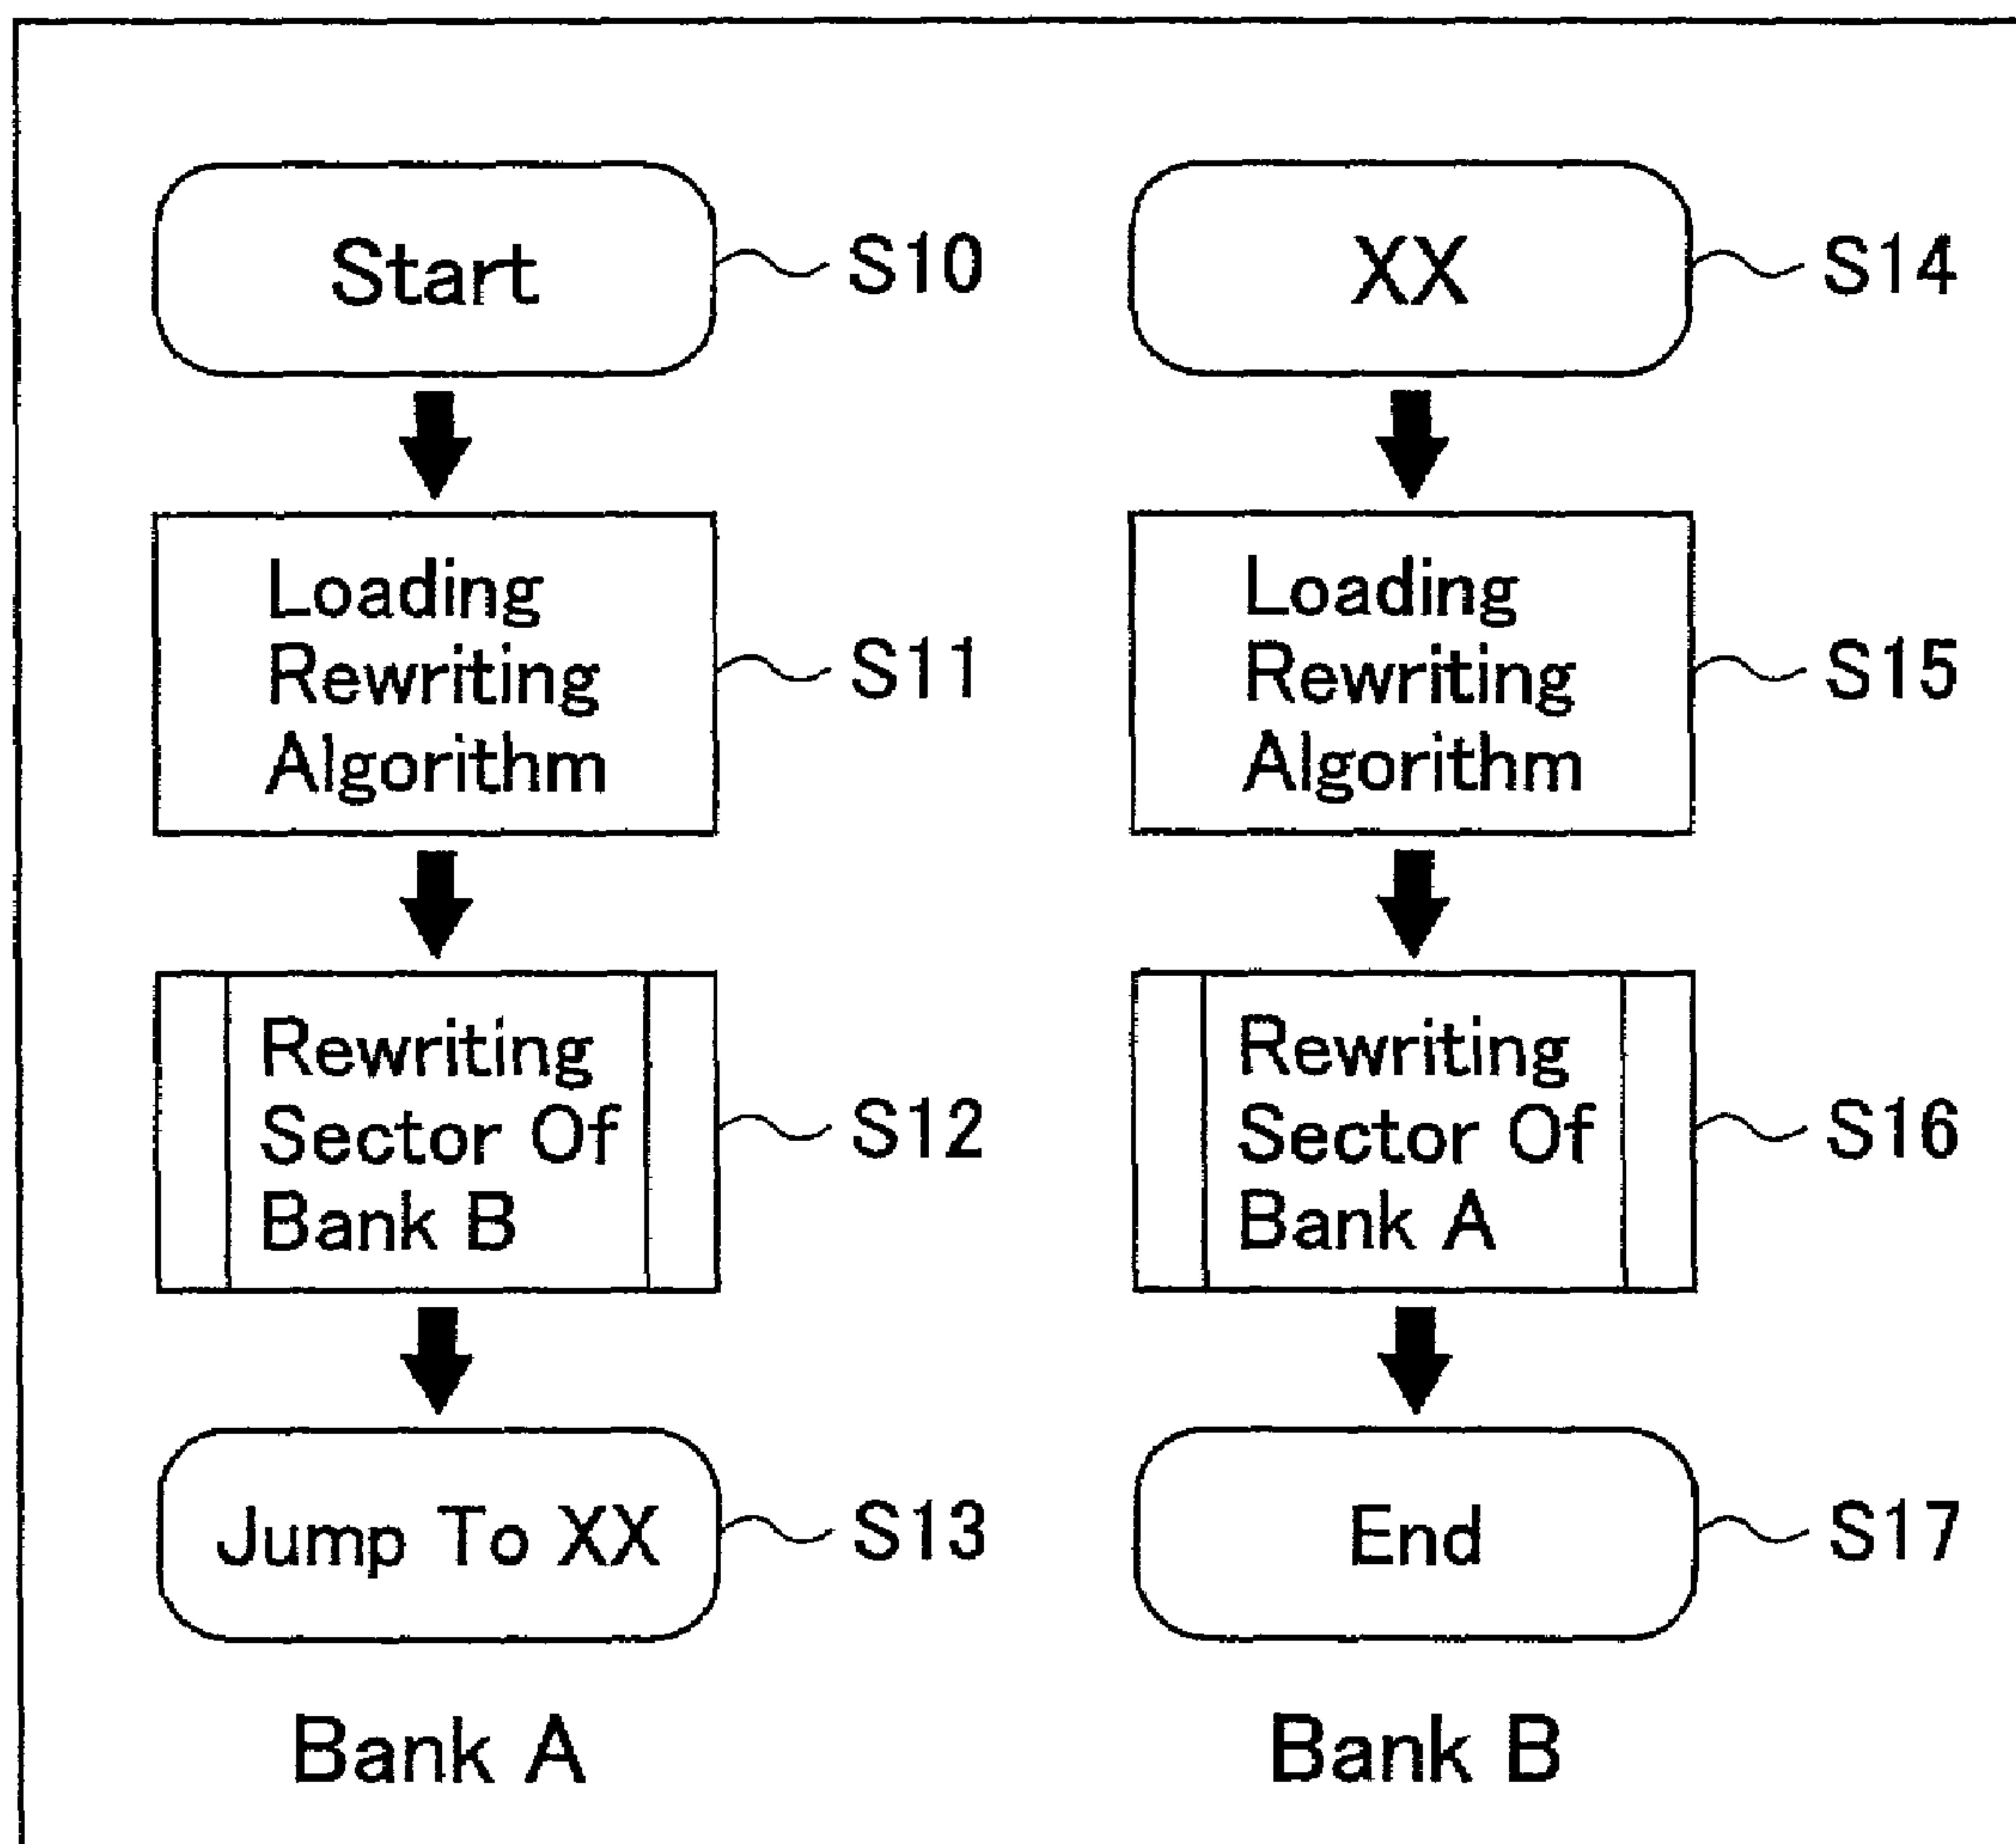 Start
S10
Loading
Rewriting
Algorithm
S11
Rewriting
Sector Of
Bank B
S12
Jump To XX
S13
Bank A
XX
S14
Loading
Rewriting
Algorithm
S15
Rewriting
Sector Of
Bank A
S16
End
S17
Bank B